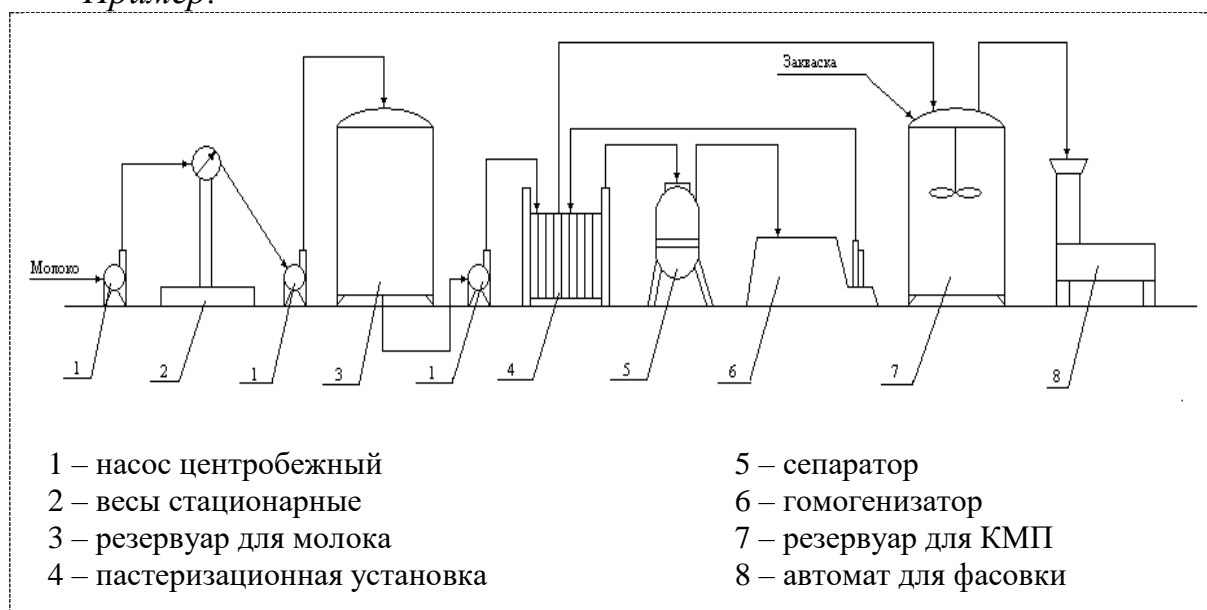 Пример:
Закваска
Молоко
1 2 1 3 1 4 5 6 7 8
1 – насос центробежный
2 – весы стационарные
3 – резервуар для молока
4 – пастеризационная установка
5 – сепаратор
6 – гомогенизатор
7 – резервуар для КМП
8 – автомат для фасовки